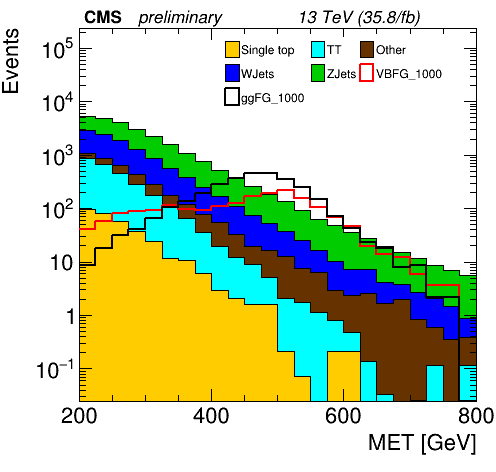 CMS preliminary 13 TeV (35.8/fb)
Events
Single top TT Other
WJets ZJets VBFG_1000
ggFG_1000
10^5
10^4
10^3
10^2
10
1
10^−1
200 400 600 800
MET [GeV]